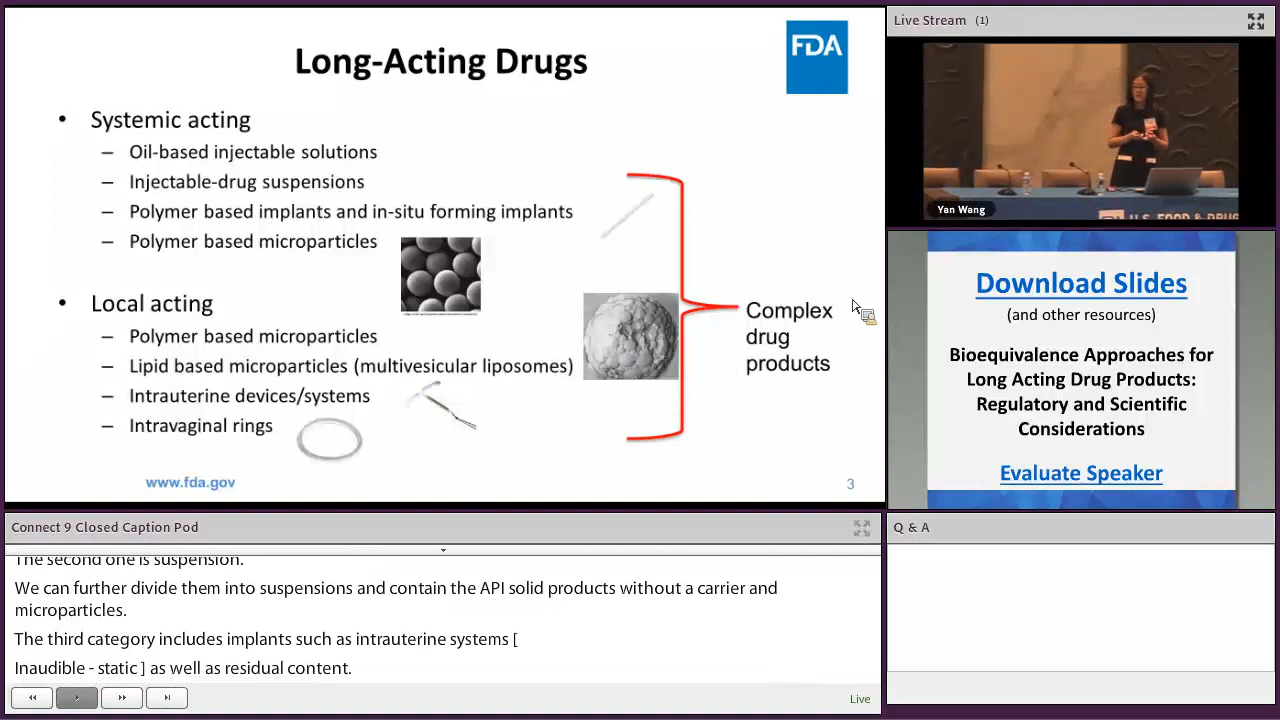 Long-Acting Drugs
FDA
• Systemic acting
– Oil-based injectable solutions
– Injectable-drug suspensions
– Polymer based implants and in-situ forming implants
– Polymer based microparticles
• Local acting
– Polymer based microparticles
– Lipid based microparticles (multivesicular liposomes)
– Intrauterine devices/systems
– Intravaginal rings
Complex
drug
products
www.fda.gov
3
Live Stream (1)
Yan Wang
U.S. FOOD & DRUG
Download Slides
(and other resources)
Bioequivalence Approaches for
Long Acting Drug Products:
Regulatory and Scientific
Considerations
Evaluate Speaker
Connect 9 Closed Caption Pod
The second one is suspension.
We can further divide them into suspensions and contain the API solid products without a carrier and
microparticles.
The third category includes implants such as intrauterine systems [
Inaudible - static ] as well as residual content.
Live
Q & A